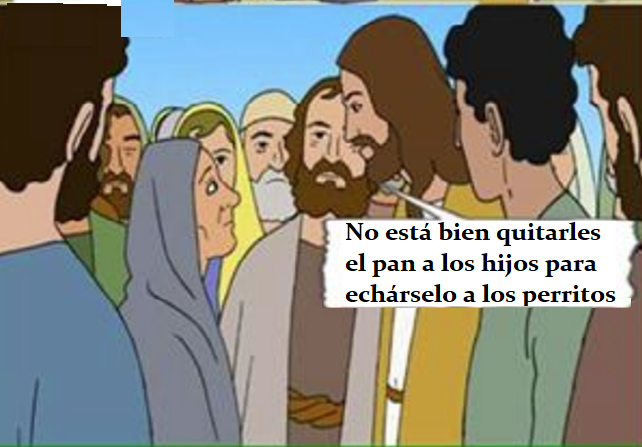 No está bien quitarles
el pan a los hijos para
echárselo a los perritos